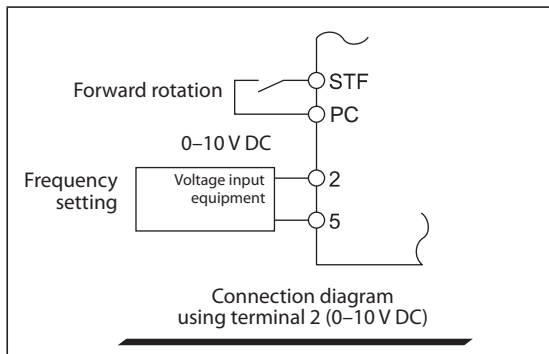 STF
Forward rotation
PC
0–10 V DC
Frequency
setting
Voltage input
equipment
2
5
Connection diagram
using terminal 2 (0–10 V DC)